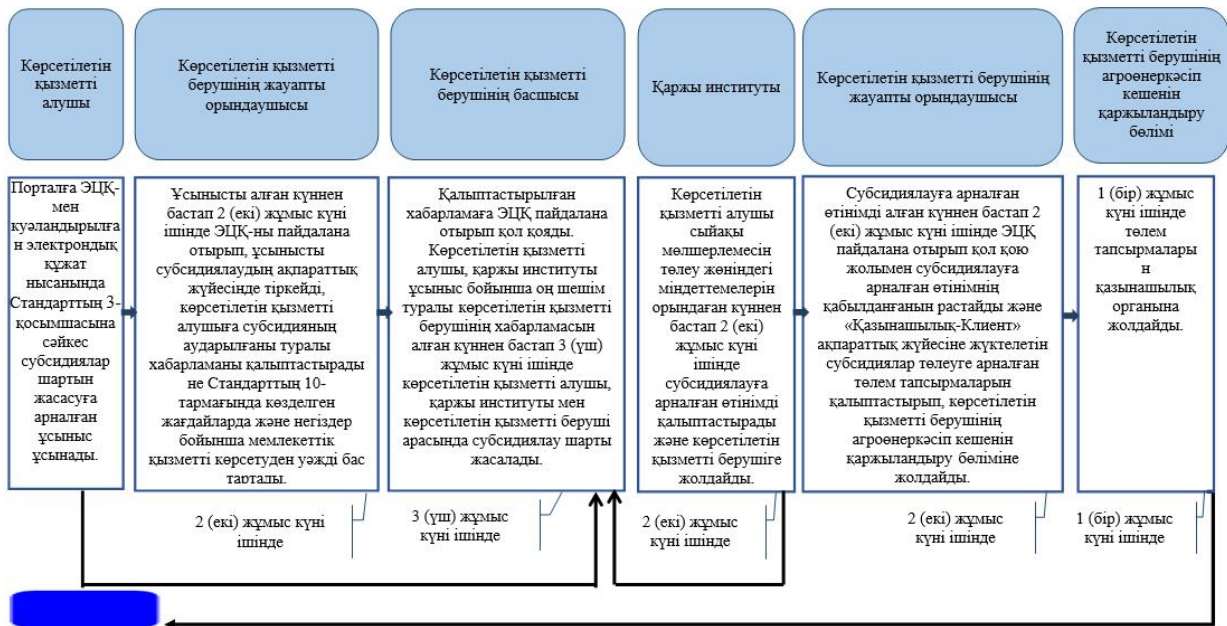 Көрсетілетін
қызметті
алушы
Көрсетілетін қызметті
берушінің жауапты
орындаушысы
Көрсетілетін қызметті
берушінің басшысы
Қаржы институты
Көрсетілетін қызметті берушінің
жауапты орындаушысы
Көрсетілетін
қызметті берушінің
агроөнеркәсіп
кешенін
қаржыландыру
бөлімі
Порталға ЭЦҚ-
мен
куәландырылғ
ан электрондық
құжат
нысанында
Стандарттың 3-
қосымшасына
сәйкес
субсидиялар
шартын
жасасуға
арналған
ұсыныс
ұсынады.
Ұсынысты алған күннен
бастап 2 (екі) жұмыс күні
ішінде ЭЦҚ-ны пайдалана
отырып, ұсынысты
субсидиялаудың ақпараттық
жүйесінде тіркейді,
көрсетілетін қызметті
алушыға субсидияның
аударылғаны туралы
хабарламаны қалыптастырады
не Стандарттың 10-
тармағында көзделген
жағдайларда және негіздер
бойынша мемлекеттік
қызметті көрсетуден уәжді бас
тартады.
Қалыптастырылған
хабарламаға ЭЦҚ пайдалана
отырып қол қояды.
Көрсетілетін қызметті
алушы, қаржы институты
ұсыныс бойынша оң шешім
туралы көрсетілетін қызметті
берушінің хабарламасын
алған күннен бастап 3 (үш)
жұмыс күні ішінде
көрсетілетін қызметті алушы,
қаржы институты мен
көрсетілетін қызметті беруші
арасында субсидиялау шарты
жасалады.
Көрсетілетін
қызметті алушы
сыйақы
мөлшерлемесін
төлеу жөніндегі
міндеттемелерін
орындаған күннен
бастап 2 (екі)
жұмыс күні
ішінде
субсидиялауға
арналған өтінімді
қалыптастырады
және көрсетілетін
қызметті берушіге
жолдайды.
Субсидиялауға арналған
өтінімді алған күннен бастап 2
(екі) жұмыс күні ішінде ЭЦҚ
пайдалана отырып қол қою
жолымен субсидиялауға
арналған өтінімнің
қабылданғанын растайды және
«Қазынашылық-Клиент»
ақпараттық жүйесіне жүктелетін
субсидиялар төлеуге арналған
төлем тапсырмаларын
қалыптастырып, көрсетілетін
қызметті берушінің
агроөнеркәсіп кешенін
қаржыландыру бөліміне
жолдайды.
1 (бір) жұмыс
күні ішінде
төлем
тапсырмалары
н
қазынашылық
органына
жолдайды.
2 (екі) жұмыс күні
ішінде
3 (үш) жұмыс
күні ішінде
2 (екі) жұмыс
күні ішінде
2 (екі) жұмыс
күні ішінде
1 (бір) жұмыс
күні ішінде